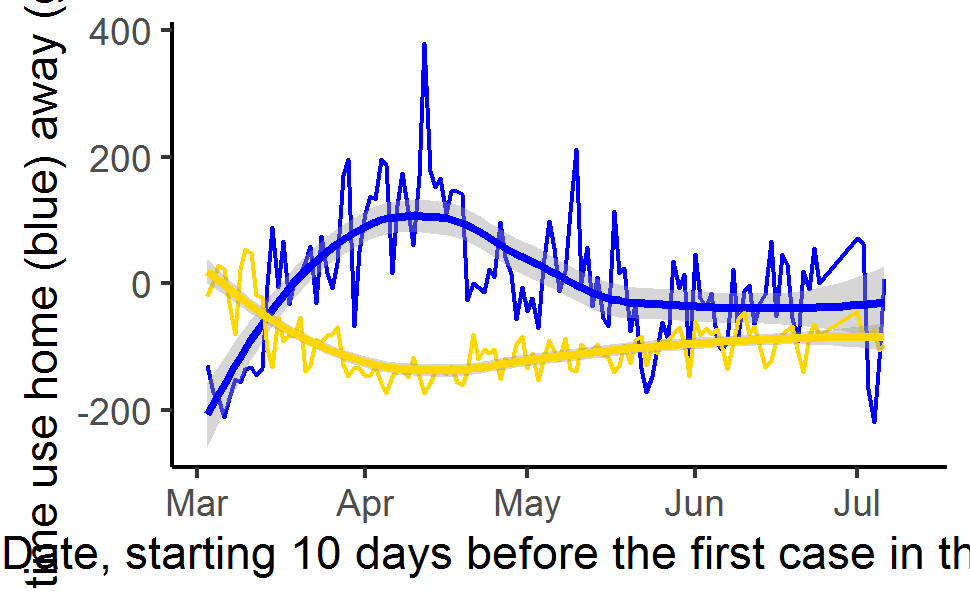 time use home (blue) away (
400
200
0
-200
Mar Apr May Jun Jul
Date, starting 10 days before the first case in th